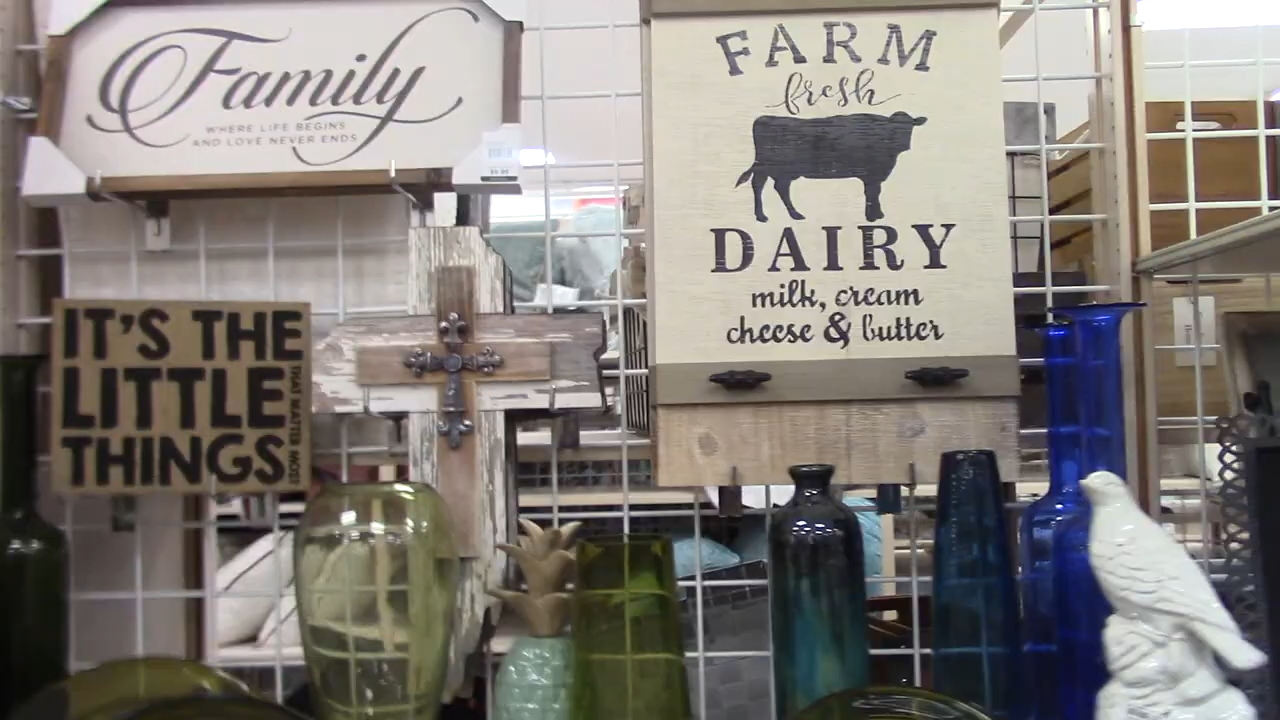 Family
WHERE LIFE BEGINS
AND LOVE NEVER ENDS
FARM
fresh
DAIRY
milk, cream
cheese & butter
IT'S THE
LITTLE
THINGS
THAT MATTER MOST